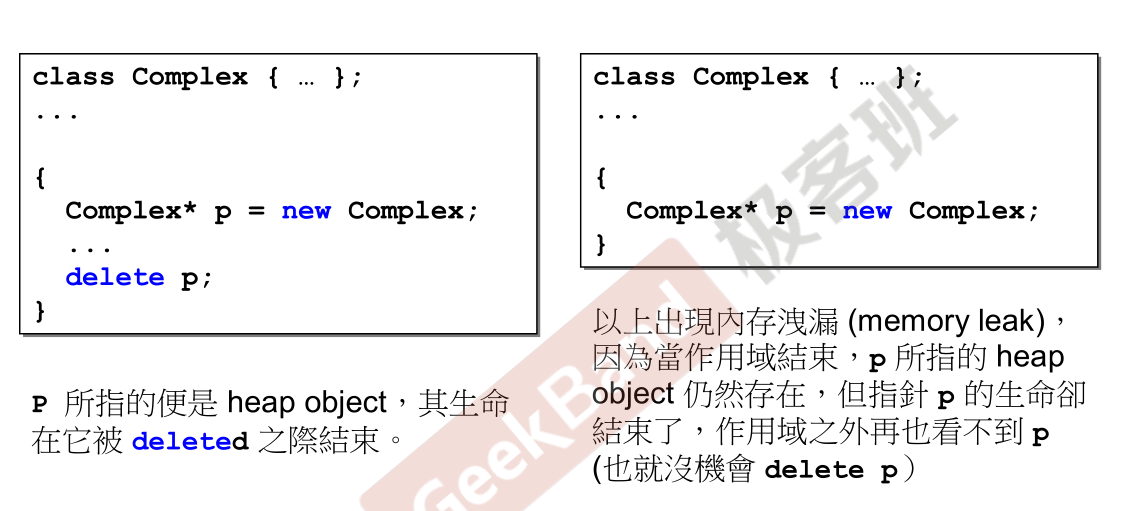 class Complex { … };
...
{
Complex* p = new Complex;
...
delete p;
}
P 所指的便是 heap object，其生命
在它被 deleted 之際結束。
class Complex { … };
...
{
Complex* p = new Complex;
}
以上出現內存洩漏 (memory leak)，
因為當作用域結束，p 所指的 heap
object 仍然存在，但指針 p 的生命卻
結束了，作用域之外再也看不到 p
(也就沒機會 delete p）
GeekBand 极客班